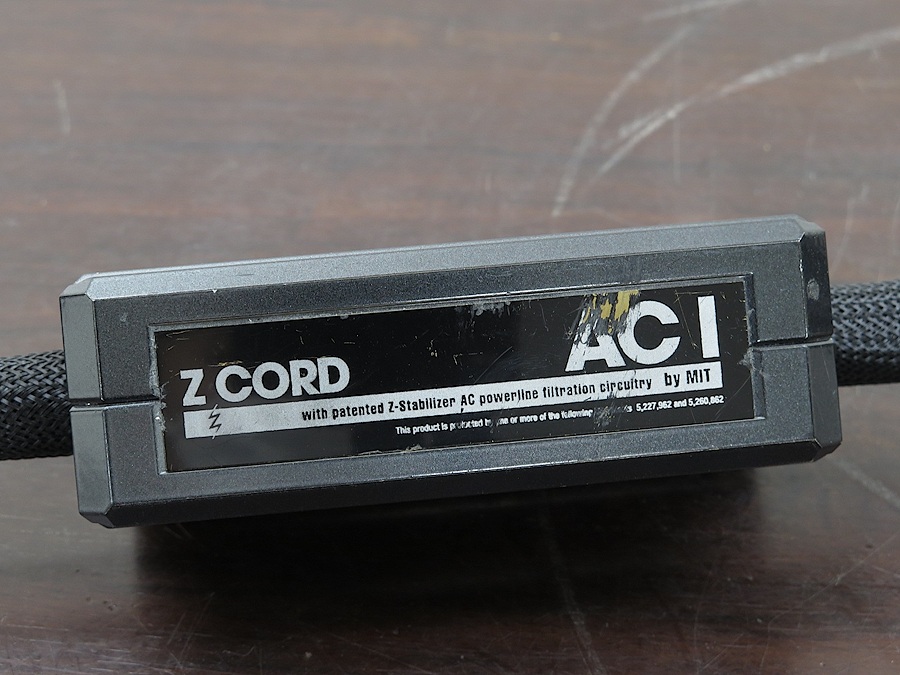 AC I
Z CORD
with patented Z-Stabilizer AC powerline filtration circuitry by MIT
This product is protected by one or more of the following 5,227,962 and 5,260,862